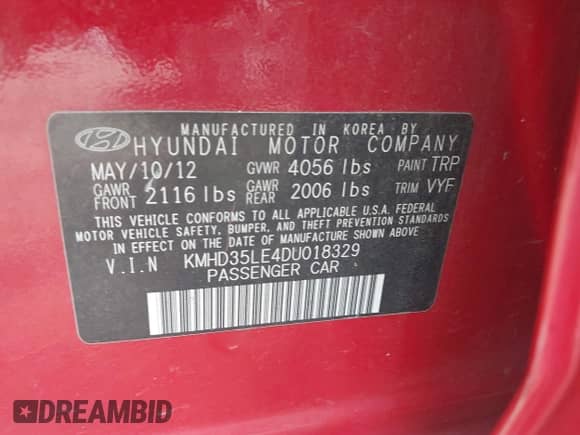 MANUFACTURED IN KOREA BY
HYUNDAI MOTOR COMPANY
MAY/10/12 GVWR 4056 lbs PAINT TRP
GAWR FRONT 2116 lbs GAWR REAR 2006 lbs TRIM VYF
THIS VEHICLE CONFORMS TO ALL APPLICABLE U.S.A. FEDERAL
MOTOR VEHICLE SAFETY, BUMPER, AND THEFT PREVENTION STANDARDS
IN EFFECT ON THE DATE OF MANUFACTURE SHOWN ABOVE
V.I.N KMHD35LE4DU018329
PASSENGER CAR
DREAMBID